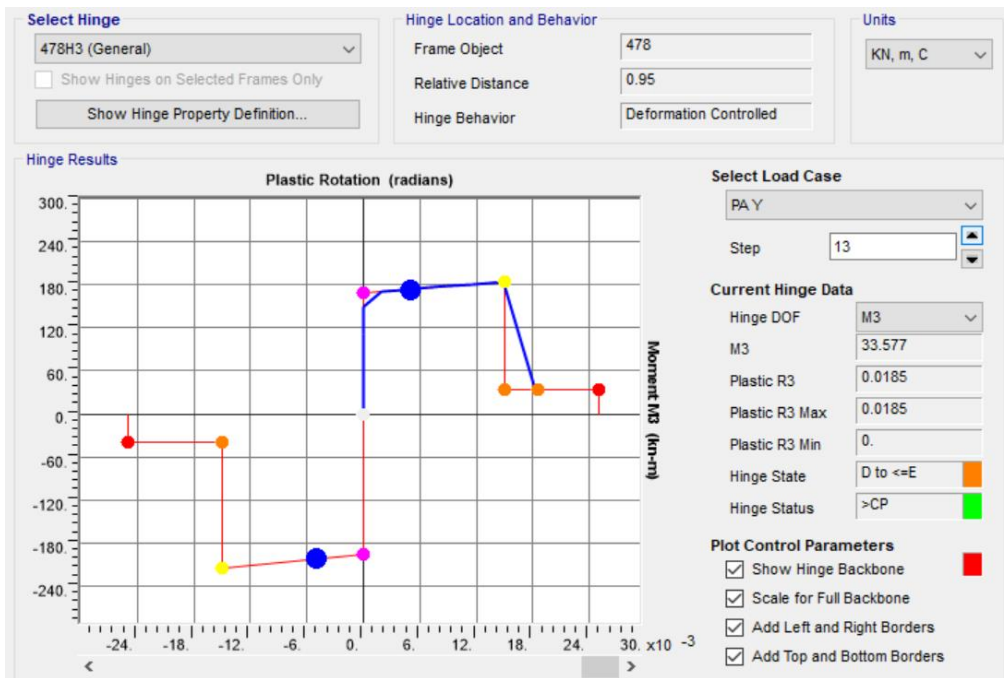 Select Hinge
478H3 (General)
Show Hinges on Selected Frames Only
Show Hinge Property Definition...
Hinge Location and Behavior
Frame Object 478
Relative Distance 0.95
Hinge Behavior Deformation Controlled
Units
KN, m, C
Hinge Results
Plastic Rotation (radians)
300.
240.
180.
120.
60.
0.
-60.
-120.
-180.
-240.
Moment M3 (kn-m)
-24. -18. -12. -6. 0. 6. 12. 18. 24. 30. x10 -3
Select Load Case
PA Y
Step 13
Current Hinge Data
Hinge DOF M3
M3 33.577
Plastic R3 0.0185
Plastic R3 Max 0.0185
Plastic R3 Min 0.
Hinge State D to <=E
Hinge Status >CP
Plot Control Parameters
Show Hinge Backbone
Scale for Full Backbone
Add Left and Right Borders
Add Top and Bottom Borders